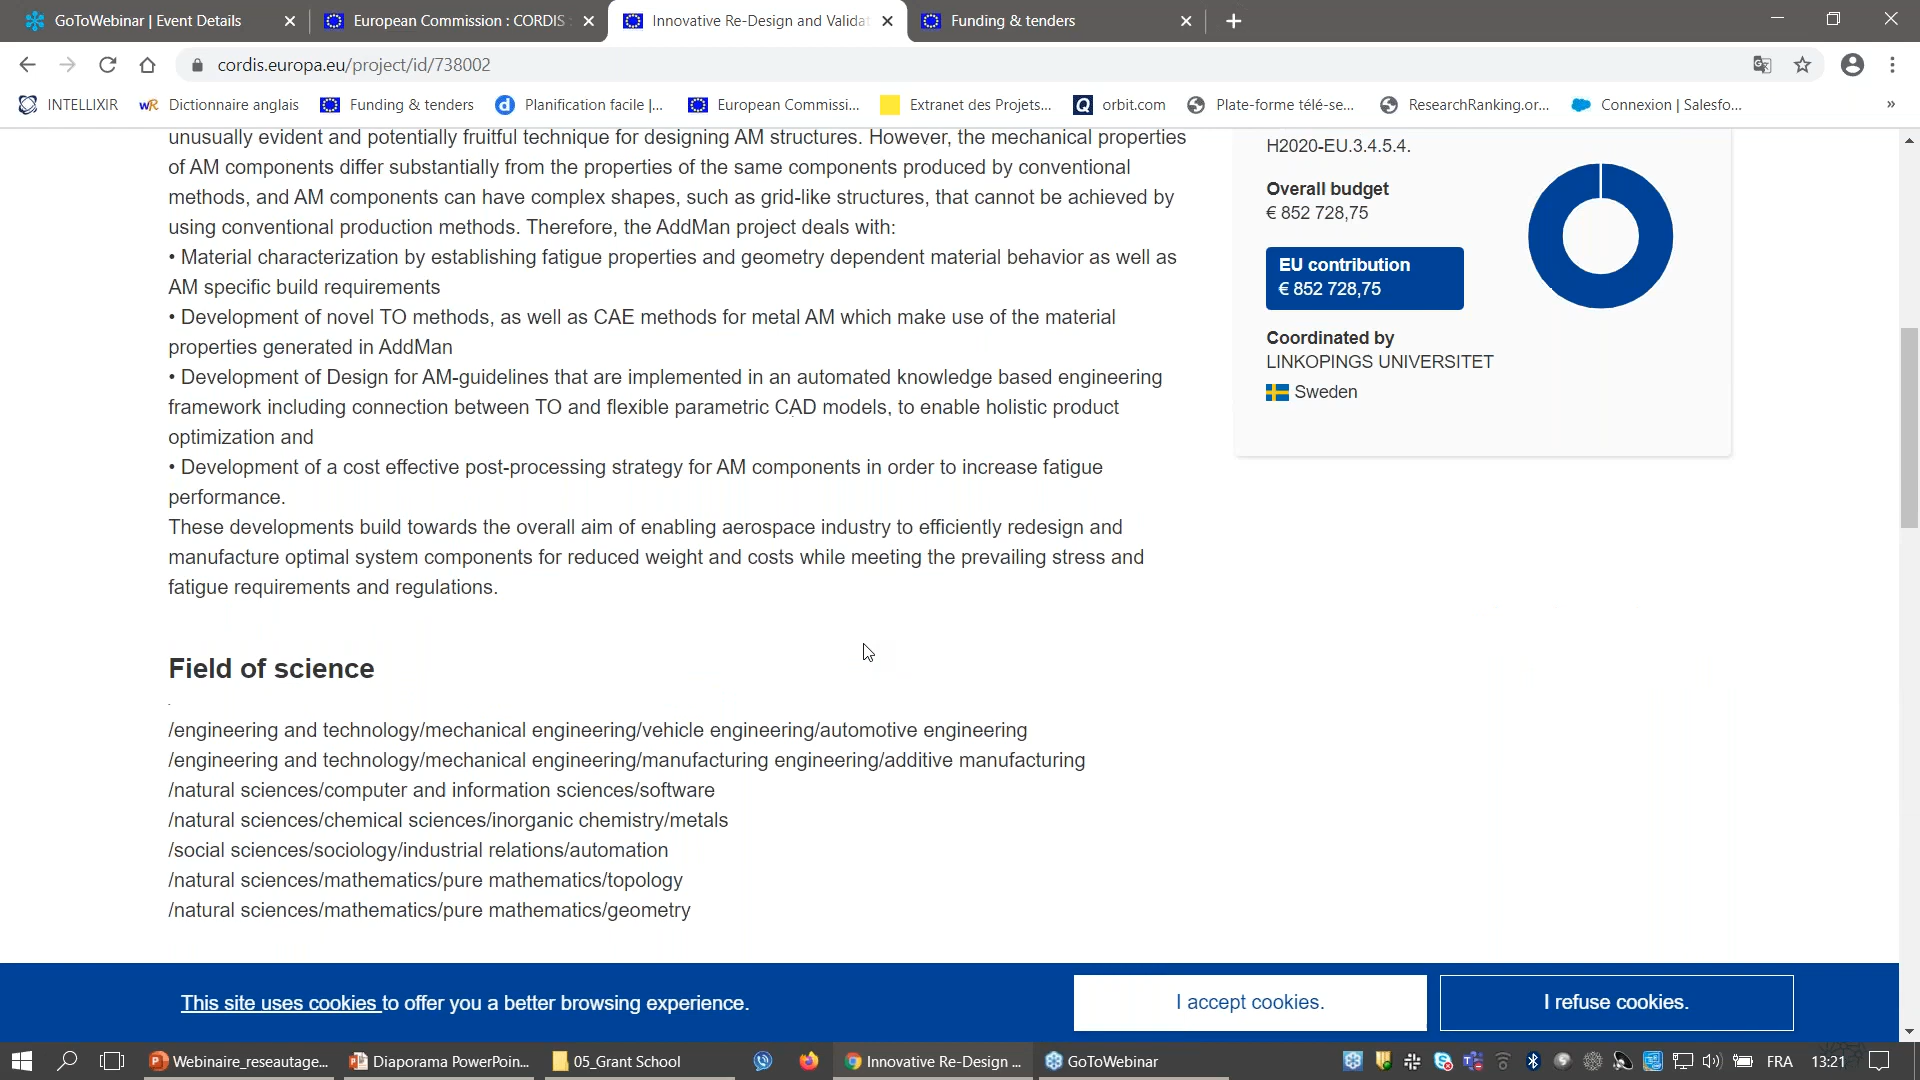 GoToWebinar | Event Details
European Commission : CORDIS
Innovative Re-Design and Validat
Funding & tenders
cordis.europa.eu/project/id/738002
INTELLIXIR
WR Dictionnaire anglais
Funding & tenders
d Planification facile |...
European Commissi...
Extranet des Projets...
Q orbit.com
Plate-forme télé-se...
ResearchRanking.or...
Connexion | Salesfo...
»
unusually evident and potentially fruitful technique for designing AM structures. However, the mechanical properties
of AM components differ substantially from the properties of the same components produced by conventional
methods, and AM components can have complex shapes, such as grid-like structures, that cannot be achieved by
using conventional production methods. Therefore, the AddMan project deals with:
• Material characterization by establishing fatigue properties and geometry dependent material behavior as well as
AM specific build requirements
• Development of novel TO methods, as well as CAE methods for metal AM which make use of the material
properties generated in AddMan
• Development of Design for AM-guidelines that are implemented in an automated knowledge based engineering
framework including connection between TO and flexible parametric CAD models, to enable holistic product
optimization and
• Development of a cost effective post-processing strategy for AM components in order to increase fatigue
performance.
These developments build towards the overall aim of enabling aerospace industry to efficiently redesign and
manufacture optimal system components for reduced weight and costs while meeting the prevailing stress and
fatigue requirements and regulations.
H2020-EU.3.4.5.4.
Overall budget
€ 852 728,75
EU contribution
€ 852 728,75
Coordinated by
LINKOPINGS UNIVERSITET
Sweden
Field of science
/engineering and technology/mechanical engineering/vehicle engineering/automotive engineering
/engineering and technology/mechanical engineering/manufacturing engineering/additive manufacturing
/natural sciences/computer and information sciences/software
/natural sciences/chemical sciences/inorganic chemistry/metals
/social sciences/sociology/industrial relations/automation
/natural sciences/mathematics/pure mathematics/topology
/natural sciences/mathematics/pure mathematics/geometry
This site uses cookies to offer you a better browsing experience.
I accept cookies.
I refuse cookies.
Webinaire_reseautage...
Diaporama PowerPoin...
05_Grant School
Innovative Re-Design ...
GoToWebinar
FRA
13:21